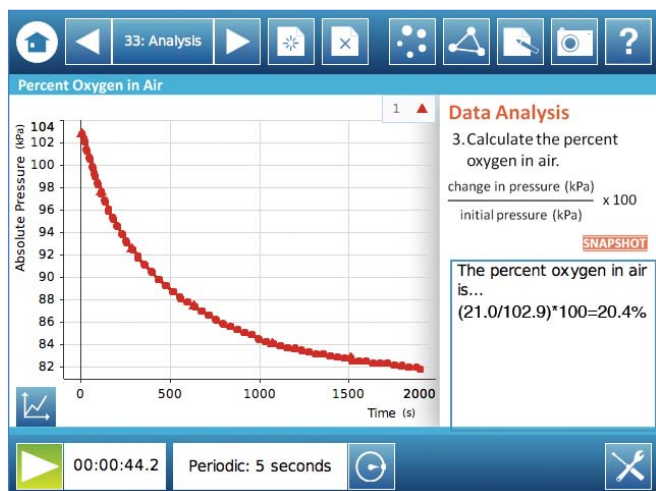 33: Analysis
?
Percent Oxygen in Air
1
Absolute Pressure (kPa)
104
102
100
98
96
94
92
90
88
86
84
82
0 500 1000 1500 2000
Time (s)
Data Analysis
3. Calculate the percent
oxygen in air.
change in pressure (kPa)
initial pressure (kPa)
x 100
SNAPSHOT
The percent oxygen in air
is...
(21.0/102.9)*100=20.4%
00:00:44.2
Periodic: 5 seconds